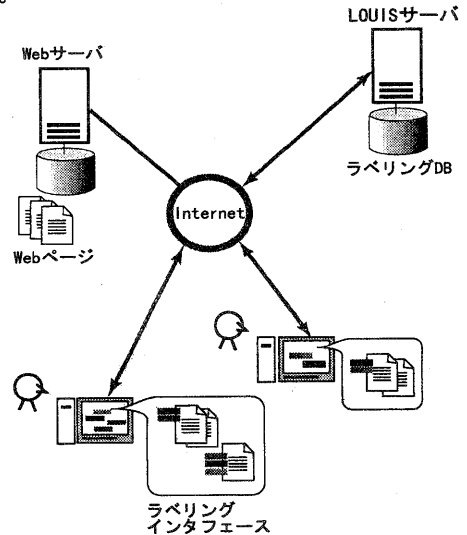 LOUISサーバ
Webサーバ
ラベリングDB
Internet
Webページ
ラベリング
インタフェース